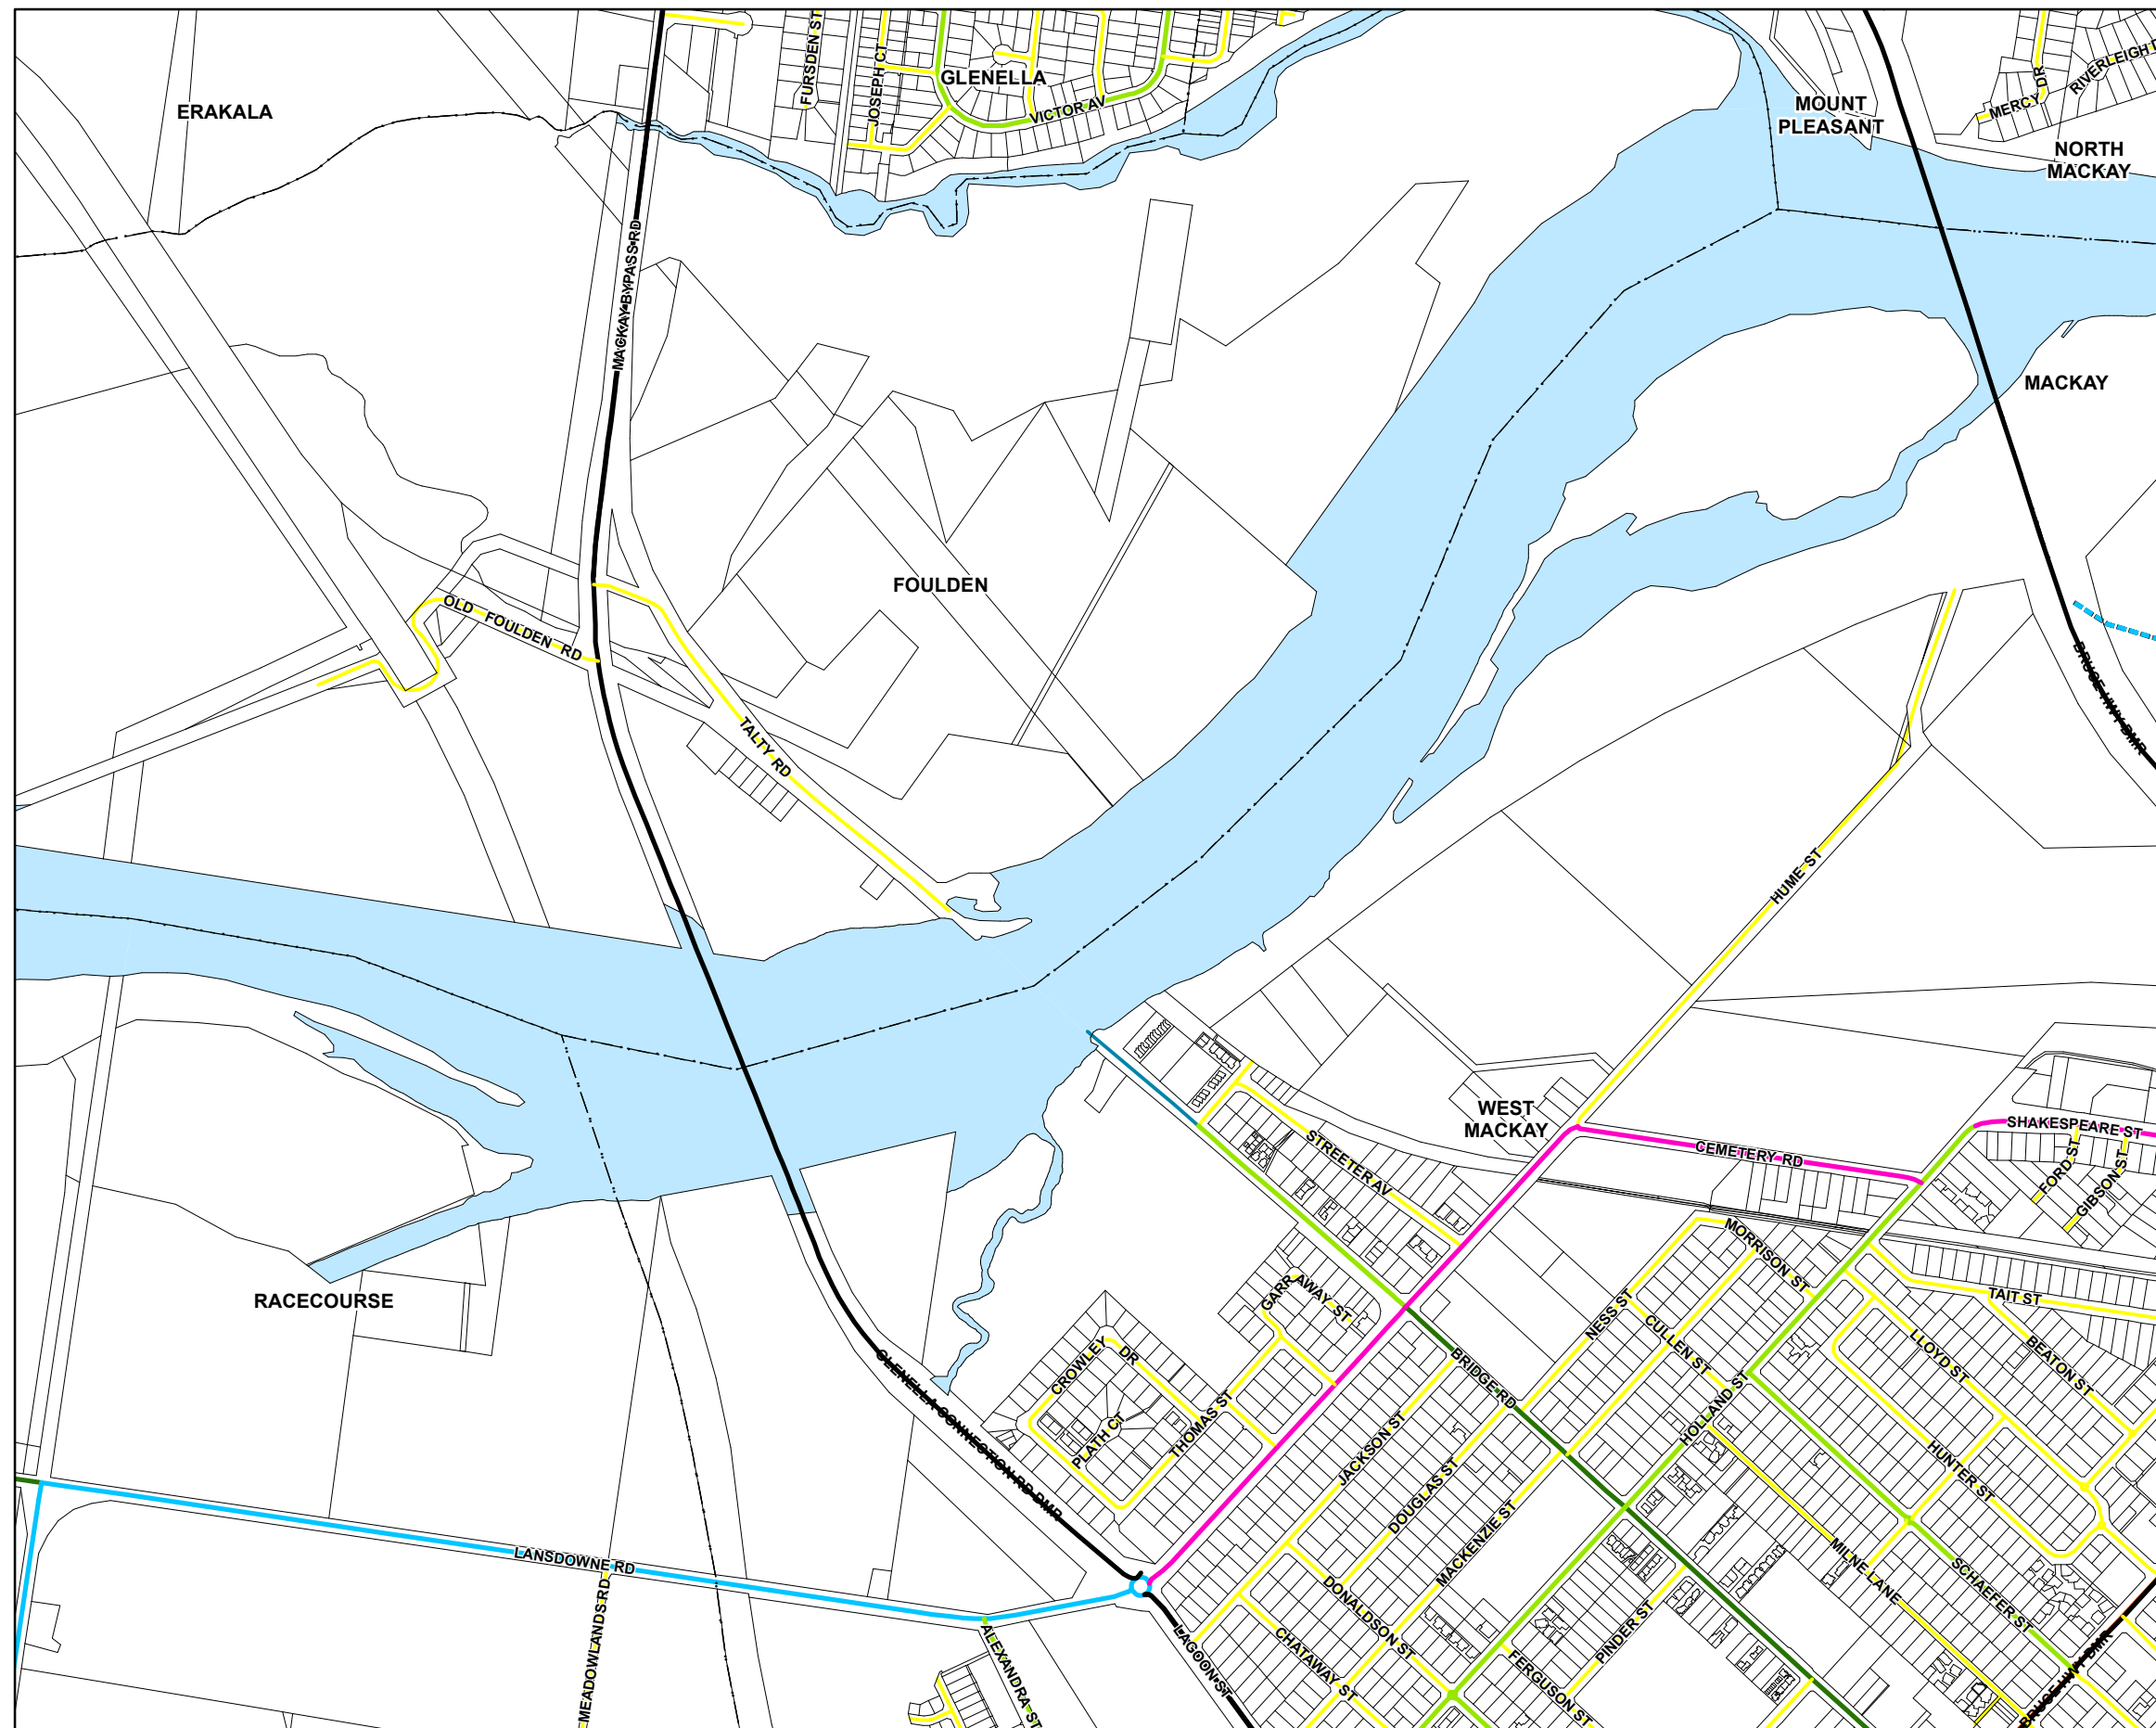 FURSDEN ST
JOSEPH CT
GLENELLA
VICTOR AV
ERAKALA
MOUNT
PLEASANT
MERCY DR
RIVERLEIGH
NORTH
MACKAY
MACKAY BYPASS RD
MACKAY
FOULDEN
OLD FOULDEN RD
TALTY RD
BRUCE HWY DMR
HUME ST
WEST
MACKAY
SHAKESPEARE ST
CEMETERY RD
FORD ST
GIBSON ST
STREETER AV
MORRISON ST
RACECOURSE
GARRAWAY ST
NESS ST
TAIT ST
CULLEN ST
LLOYD ST
BEATON ST
CROWLEY DR
BRIDGE RD
GLENELLA CONNECTION RD DMR
PLATH CT
THOMAS ST
JACKSON ST
HOLLAND ST
HUNTER ST
DOUGLAS ST
MACKENZIE ST
LANSDOWNE RD
MILNE LANE
SCHAEFER ST
MEADOWLANDS RD
DONALDSON ST
PINDER ST
ALEXANDRA ST
LAGOON ST
CHATAWAY ST
FERGUSON ST
BRUCE HWY DMR